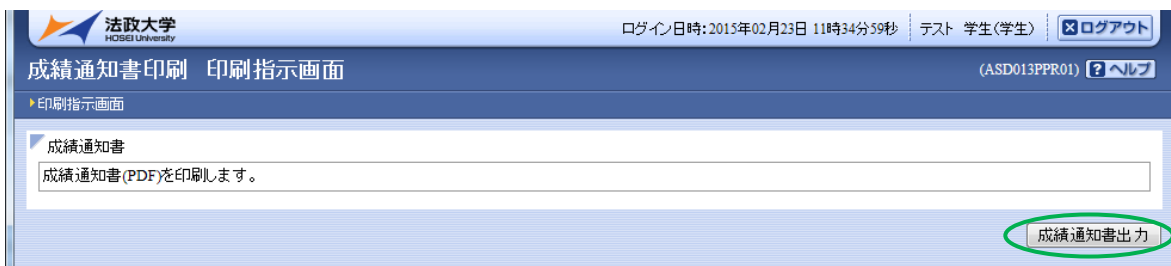 法政大学
HOSEI University
ログイン日時:2015年02月23日 11時34分59秒 テスト 学生(学生) ログアウト
成績通知書印刷 印刷指示画面
(ASD013PPR01) ? ヘルプ
印刷指示画面
成績通知書
成績通知書(PDF)を印刷します。
成績通知書出力